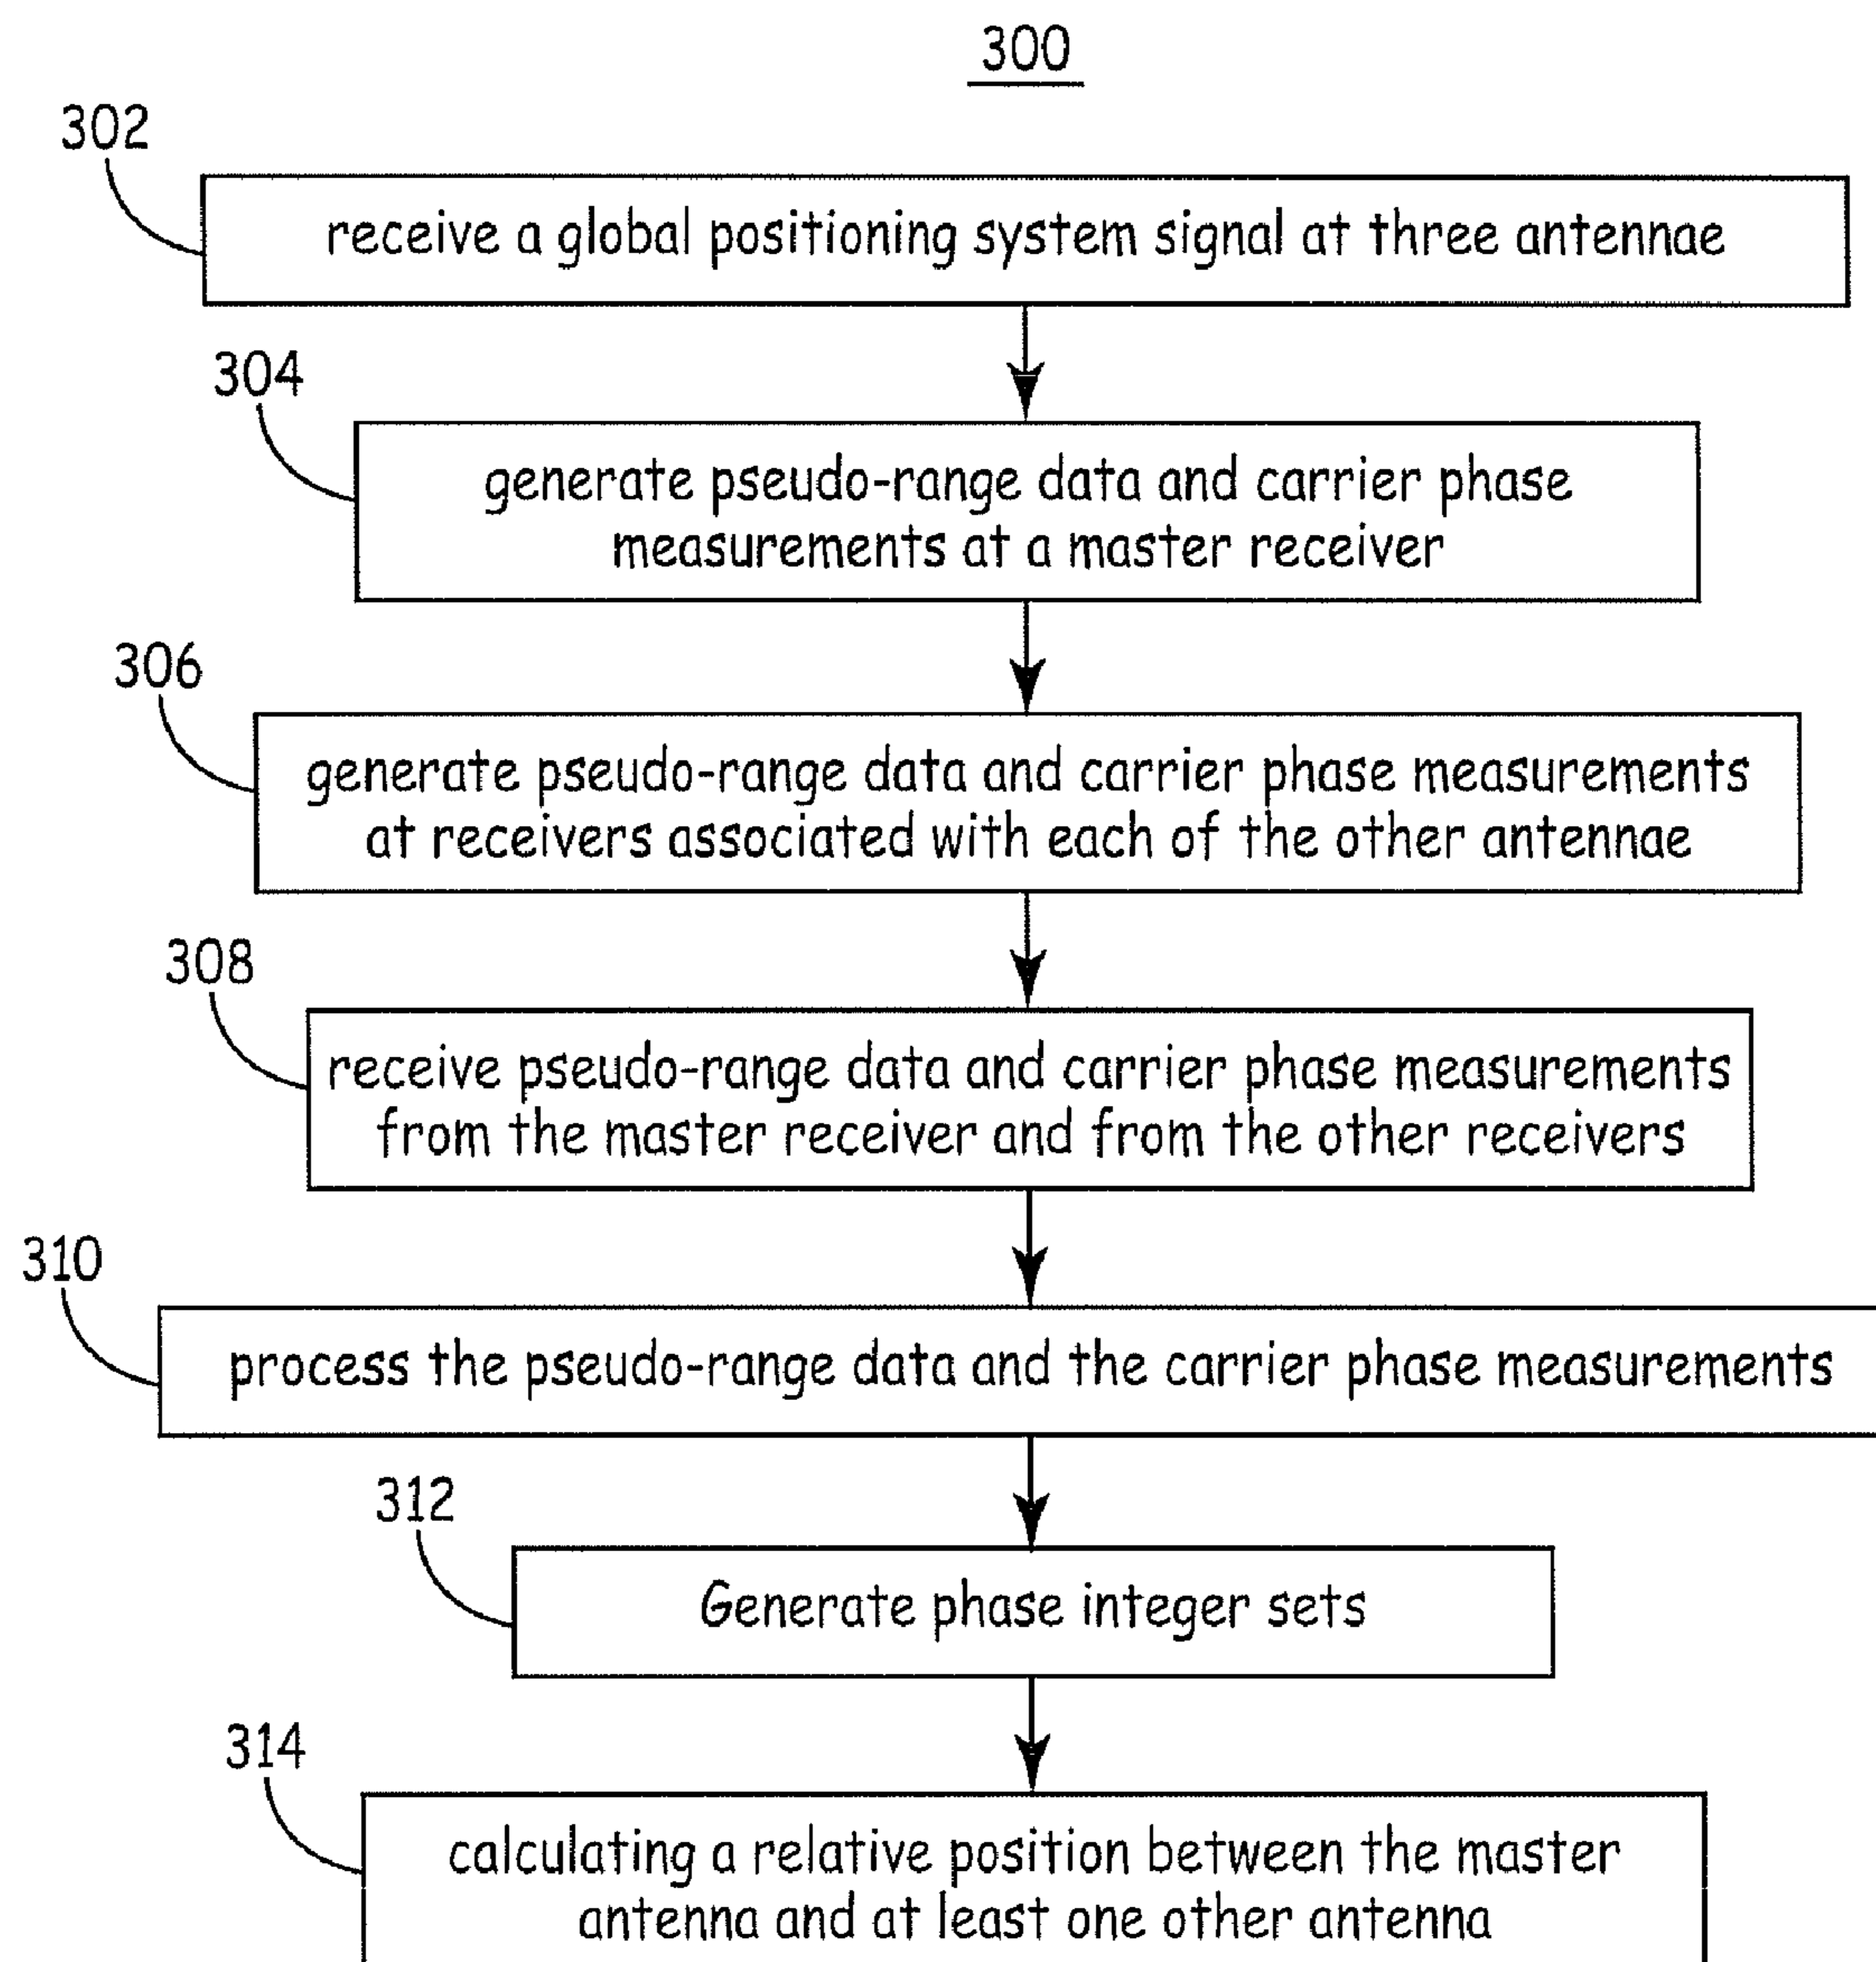 300
302
receive a global positioning system signal at three antennae
304
generate pseudo-range data and carrier phase
measurements at a master receiver
306
generate pseudo-range data and carrier phase measurements
at receivers associated with each of the other antennae
308
receive pseudo-range data and carrier phase measurements
from the master receiver and from the other receivers
310
process the pseudo-range data and the carrier phase measurements
312
Generate phase integer sets
314
calculating a relative position between the master
antenna and at least one other antenna